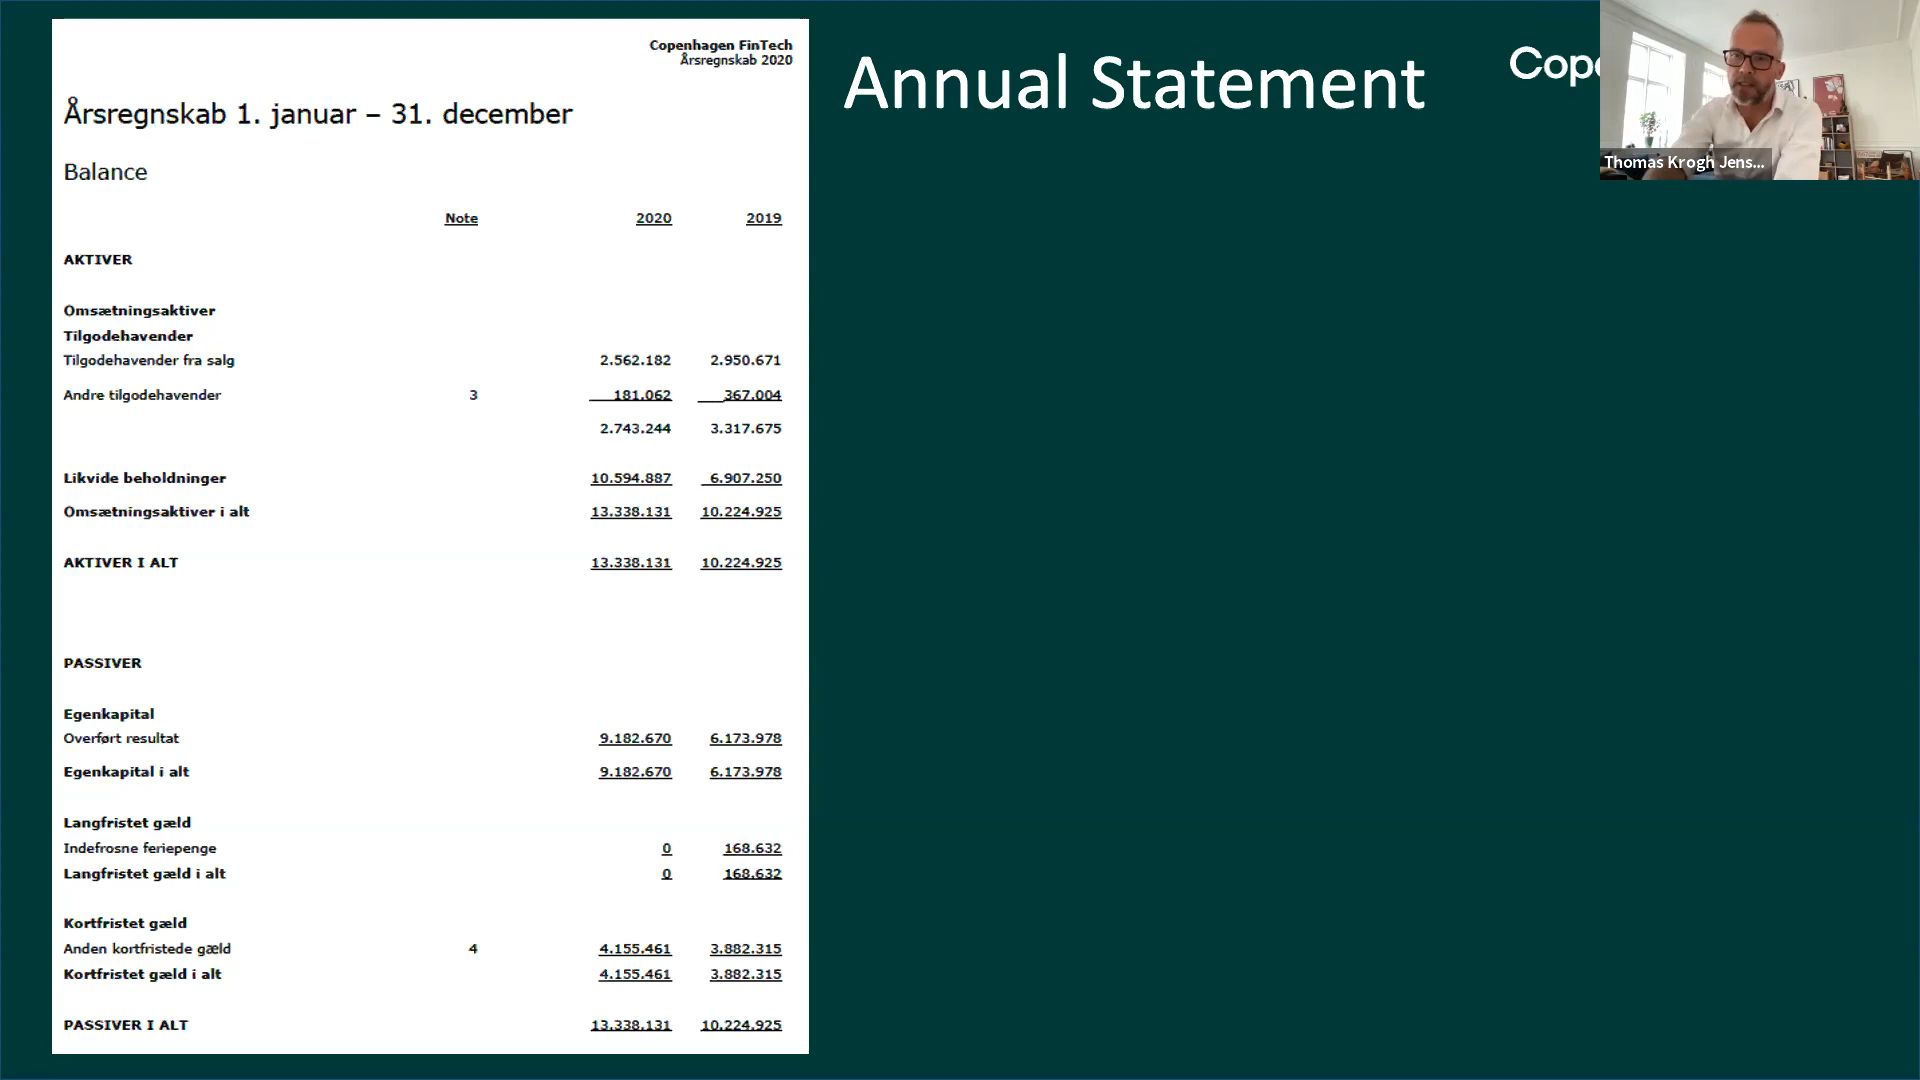 Copenhagen FinTech
Årsregnskab 2020
Årsregnskab 1. januar – 31. december
Balance
Note 2020 2019
AKTIVER
Omsætningsaktiver
Tilgodehavender
Tilgodehavender fra salg 2.562.182 2.950.671
Andre tilgodehavender 3 181.062 367.004
2.743.244 3.317.675
Likvide beholdninger 10.594.887 6.907.250
Omsætningsaktiver i alt 13.338.131 10.224.925
AKTIVER I ALT 13.338.131 10.224.925
PASSIVER
Egenkapital
Overført resultat 9.182.670 6.173.978
Egenkapital i alt 9.182.670 6.173.978
Langfristet gæld
Indefrosne feriepenge 0 168.632
Langfristet gæld i alt 0 168.632
Kortfristet gæld
Anden kortfristede gæld 4 4.155.461 3.882.315
Kortfristet gæld i alt 4.155.461 3.882.315
PASSIVER I ALT 13.338.131 10.224.925
Annual Statement
Cope
Thomas Krogh Jens...